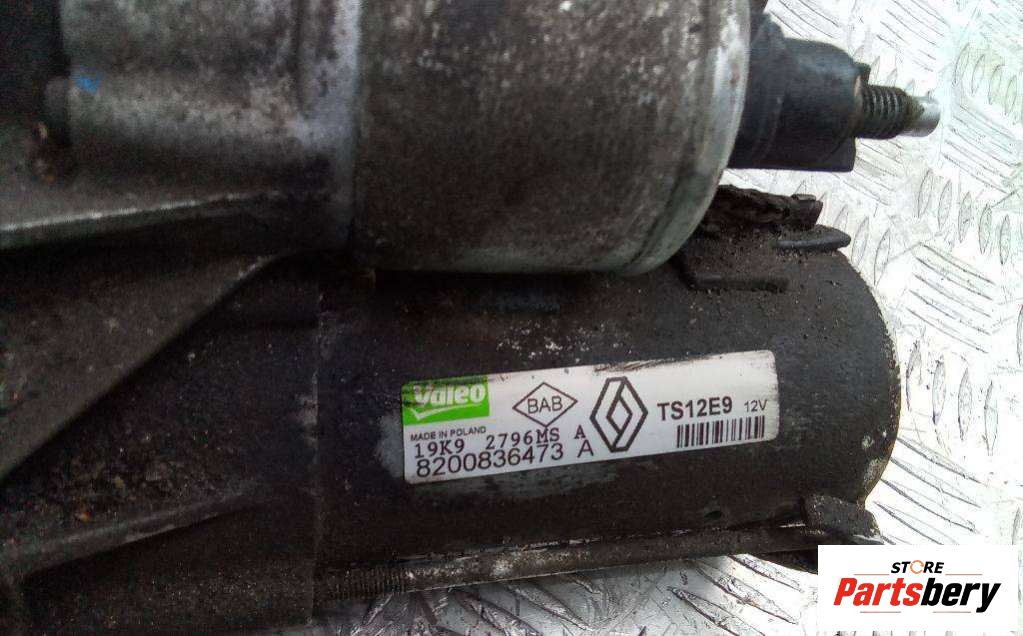 Valeo
BAB
TS12E9 12V
MADE IN POLAND
19K9 2796MS A
8200836473 A
STORE
Partsbery